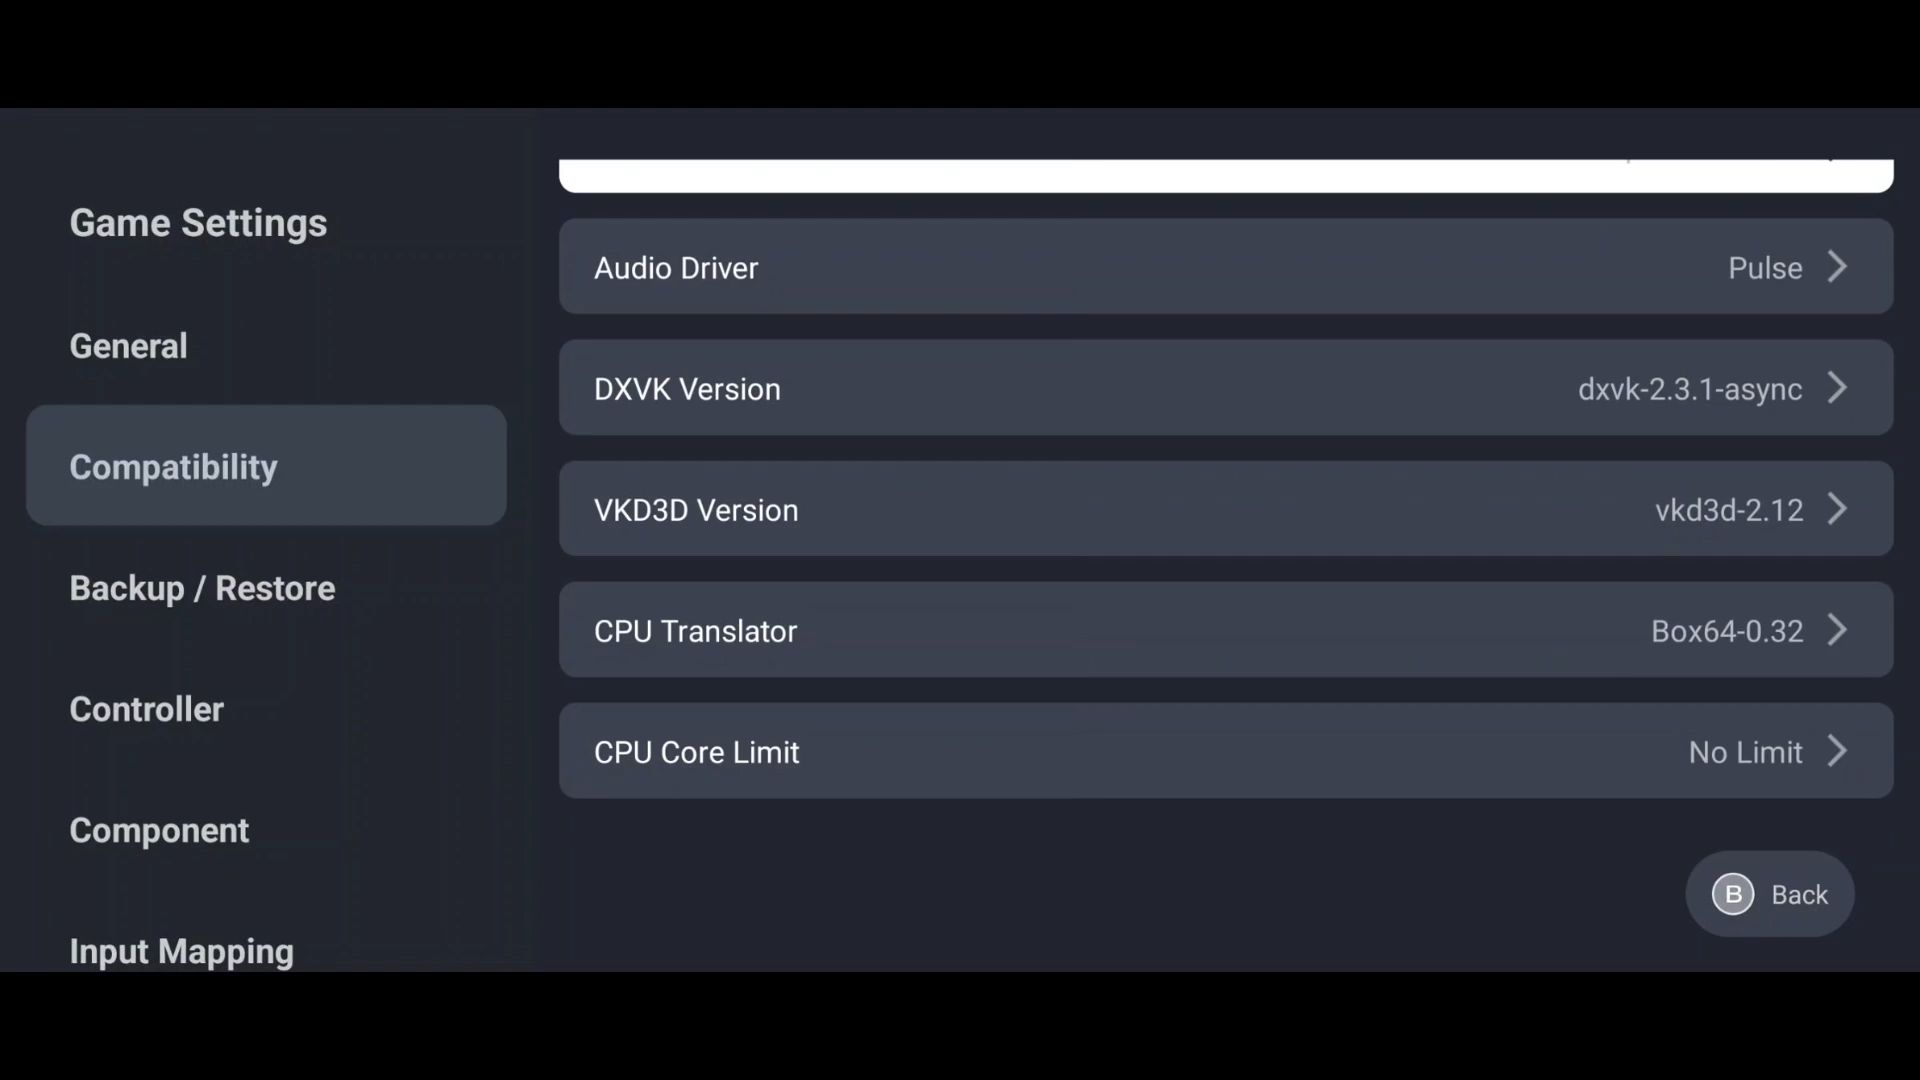 Game Settings
General
Compatibility
Backup / Restore
Controller
Component
Input Mapping
Audio Driver
Pulse
DXVK Version
dxvk-2.3.1-async
VKD3D Version
vkd3d-2.12
CPU Translator
Box64-0.32
CPU Core Limit
No Limit
B Back